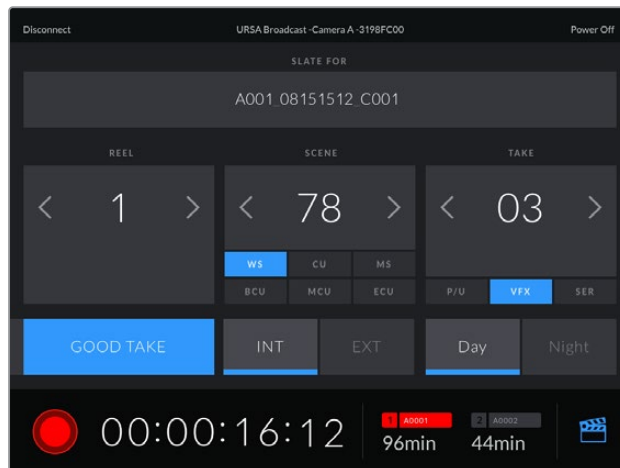 Disconnect
URSA Broadcast -Camera A -3198FC00
Power Off
SLATE FOR
A001_08151512_C001
REEL
SCENE
TAKE
1
78
03
WS
CU
MS
BCU
MCU
ECU
P/U
VFX
SER
GOOD TAKE
INT
EXT
Day
Night
00:00:16:12
1 A0001
96min
2 A0002
44min